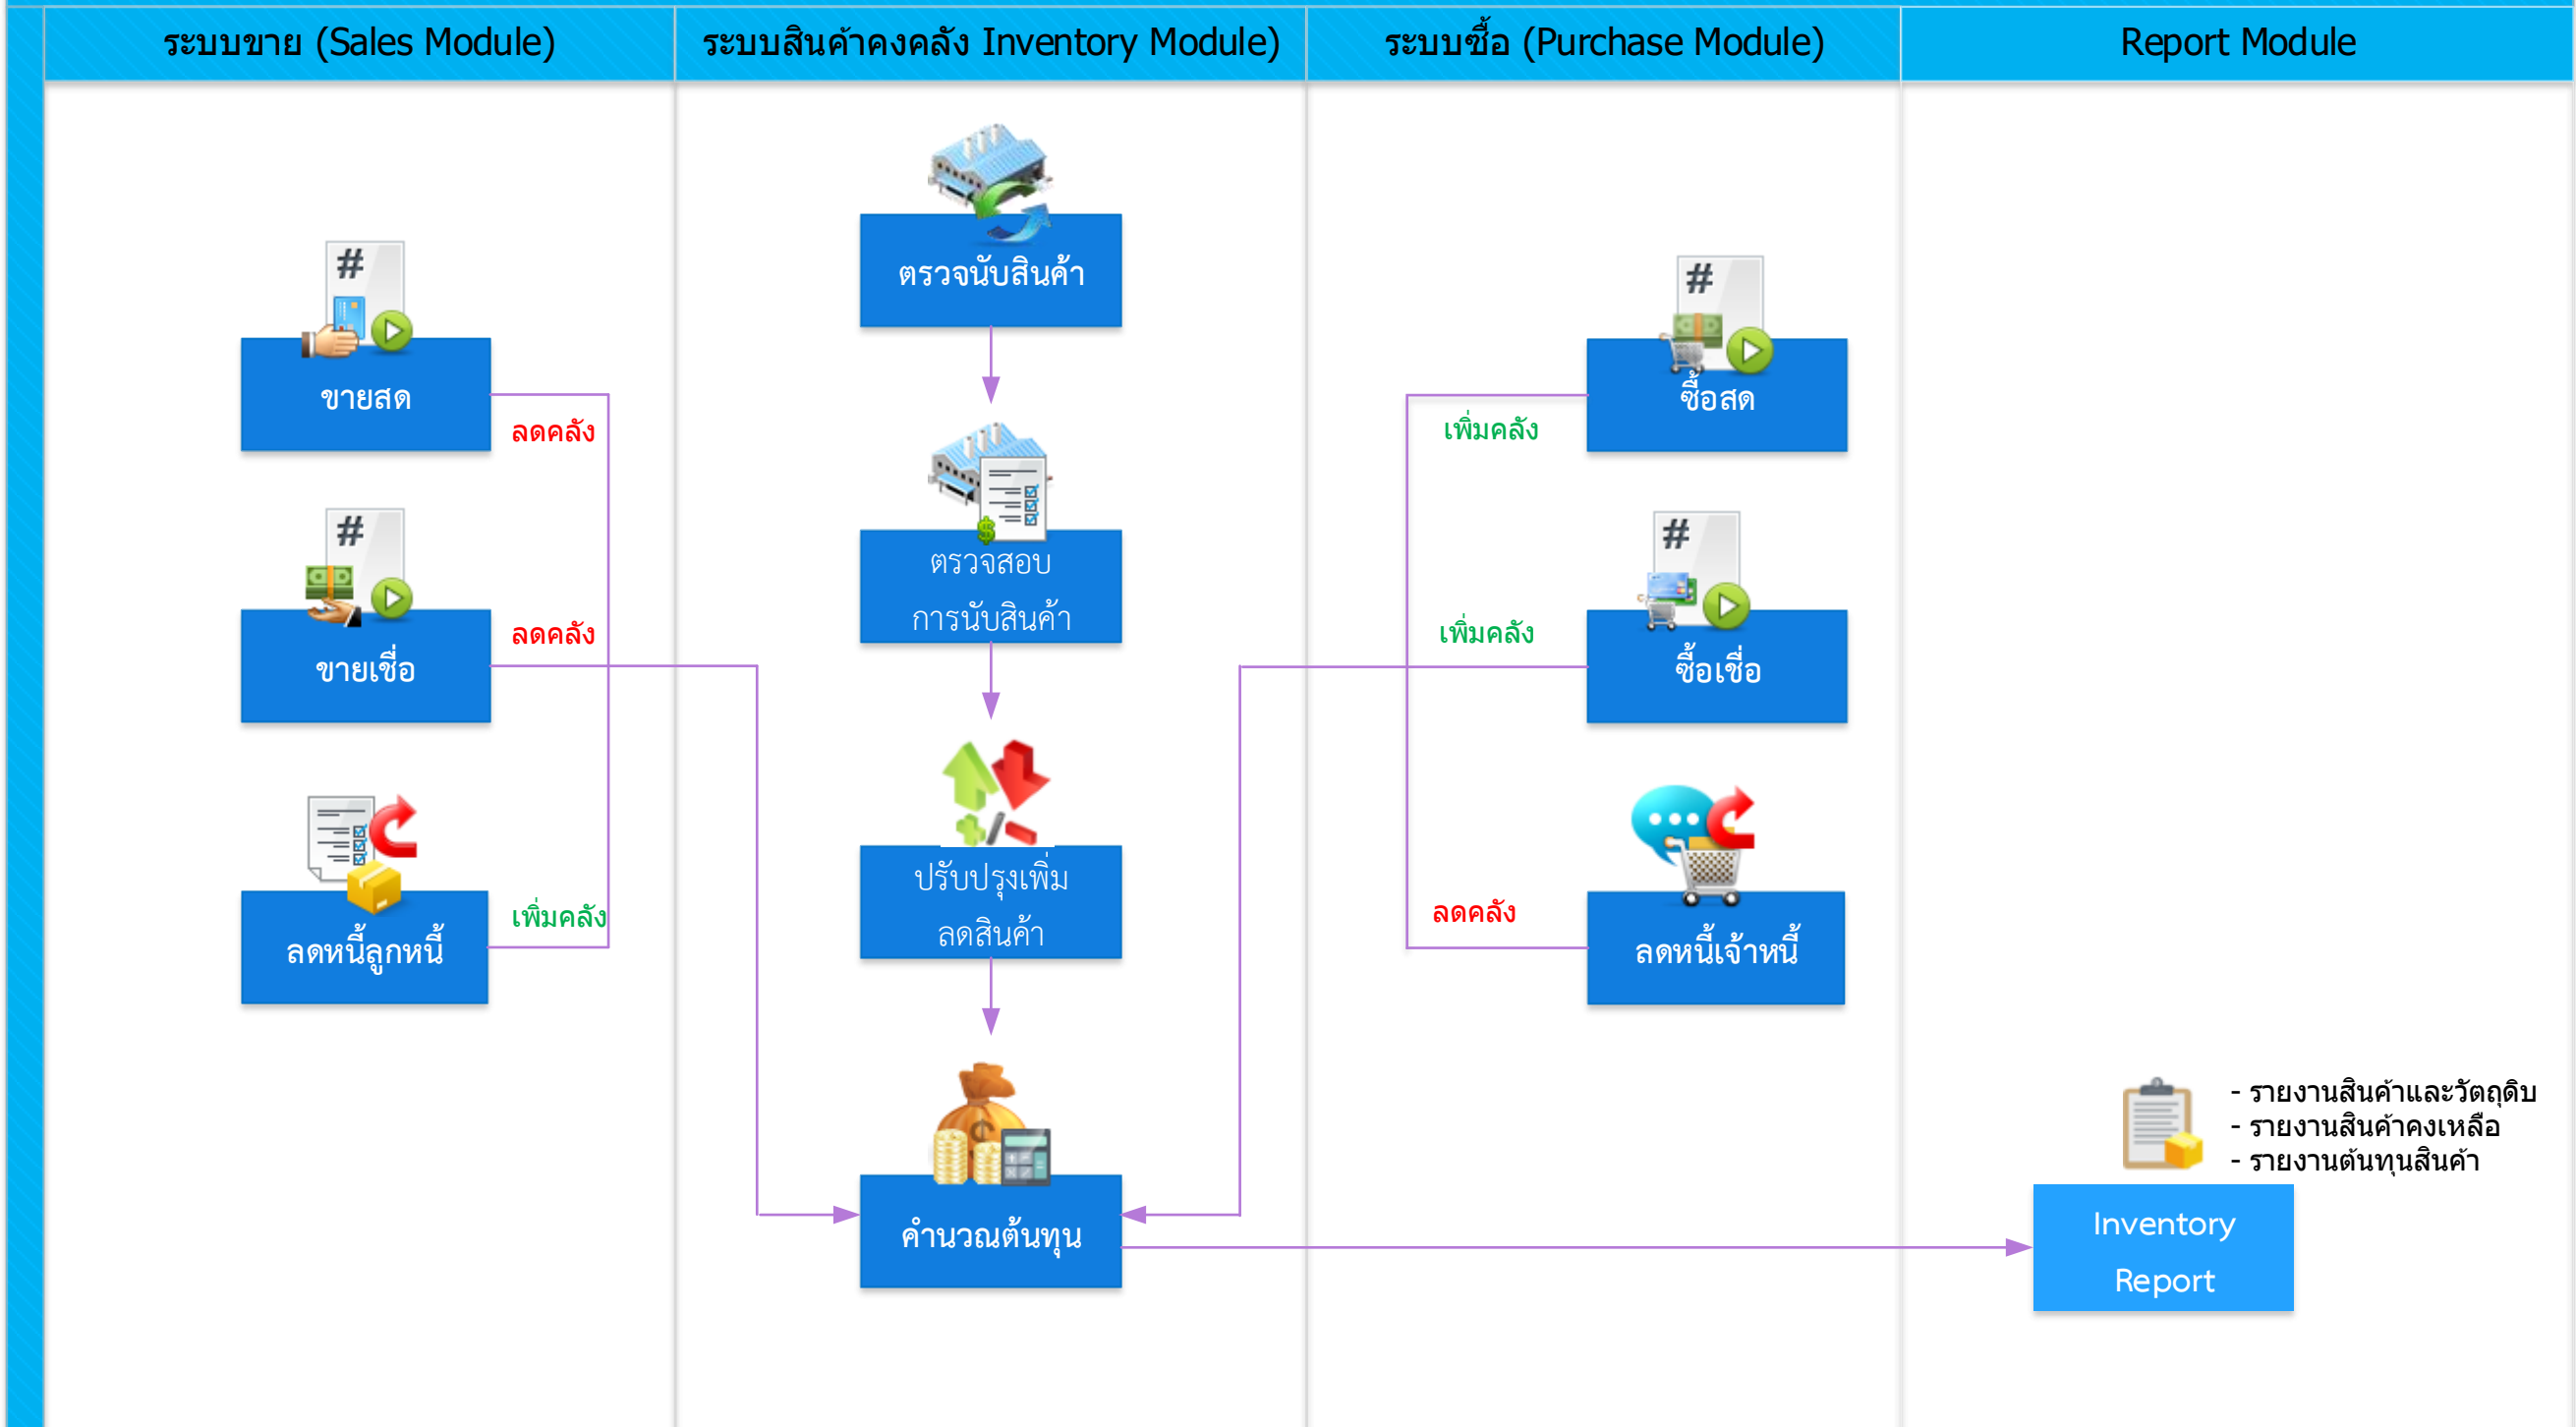 ระบบขาย (Sales Module)
ระบบสินค้าคงคลัง Inventory Module)
ระบบซื้อ (Purchase Module)
Report Module
#
ขายสด
ลดคลัง
#
ขายเชื่อ
ลดคลัง
ลดหนี้ลูกหนี้
เพิ่มคลัง
ตรวจนับสินค้า
ตรวจสอบ
การนับสินค้า
$
ปรับปรุงเพิ่ม
ลดสินค้า
คำนวณต้นทุน
#
ซื้อสด
เพิ่มคลัง
#
ซื้อเชื่อ
เพิ่มคลัง
ลดหนี้เจ้าหนี้
ลดคลัง
- รายงานสินค้าและวัตถุดิบ
- รายงานสินค้าคงเหลือ
- รายงานต้นทุนสินค้า
Inventory
Report